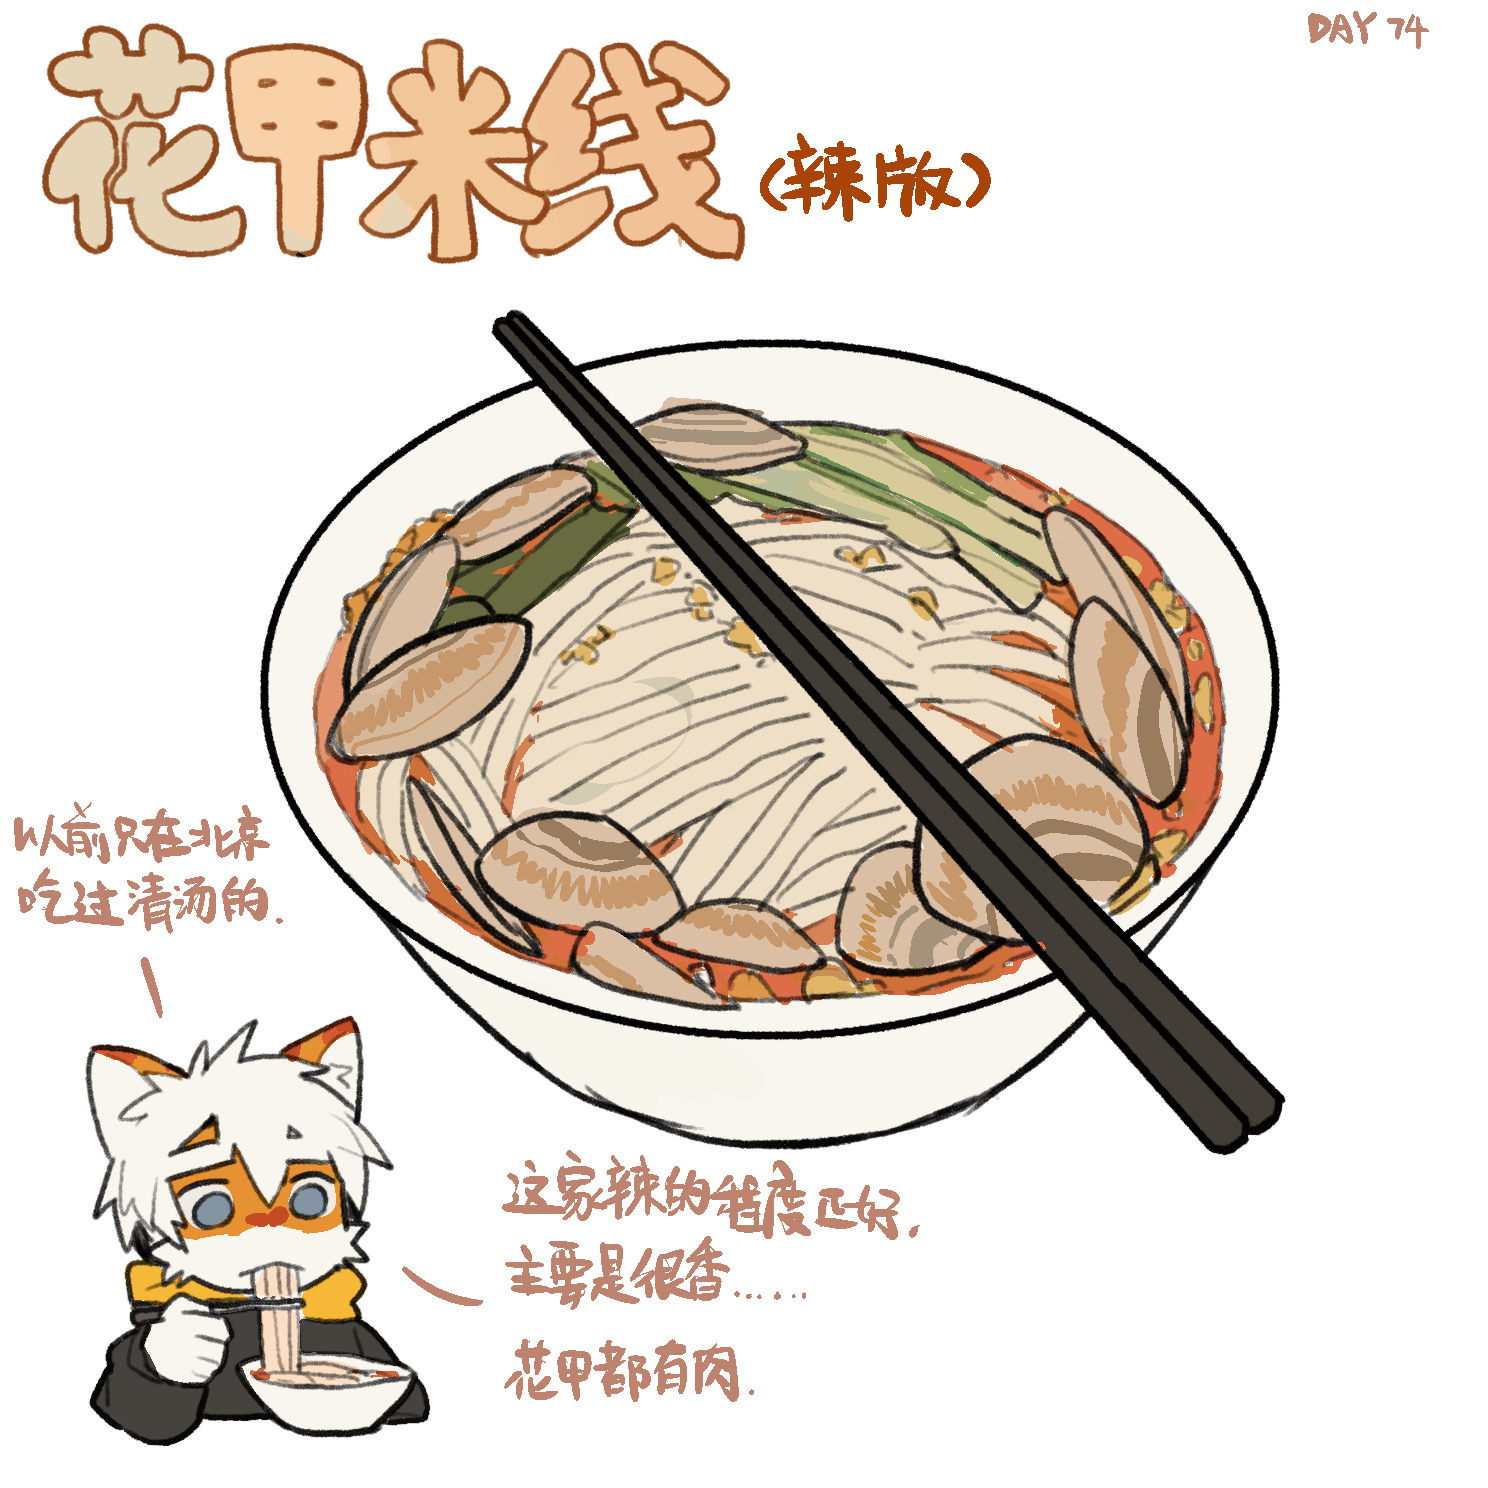 DAY 74
花甲米线
(辣版)
以前只在北京
吃过清汤的.
这家辣的程度正好.
主要是很香......
花甲都有肉.